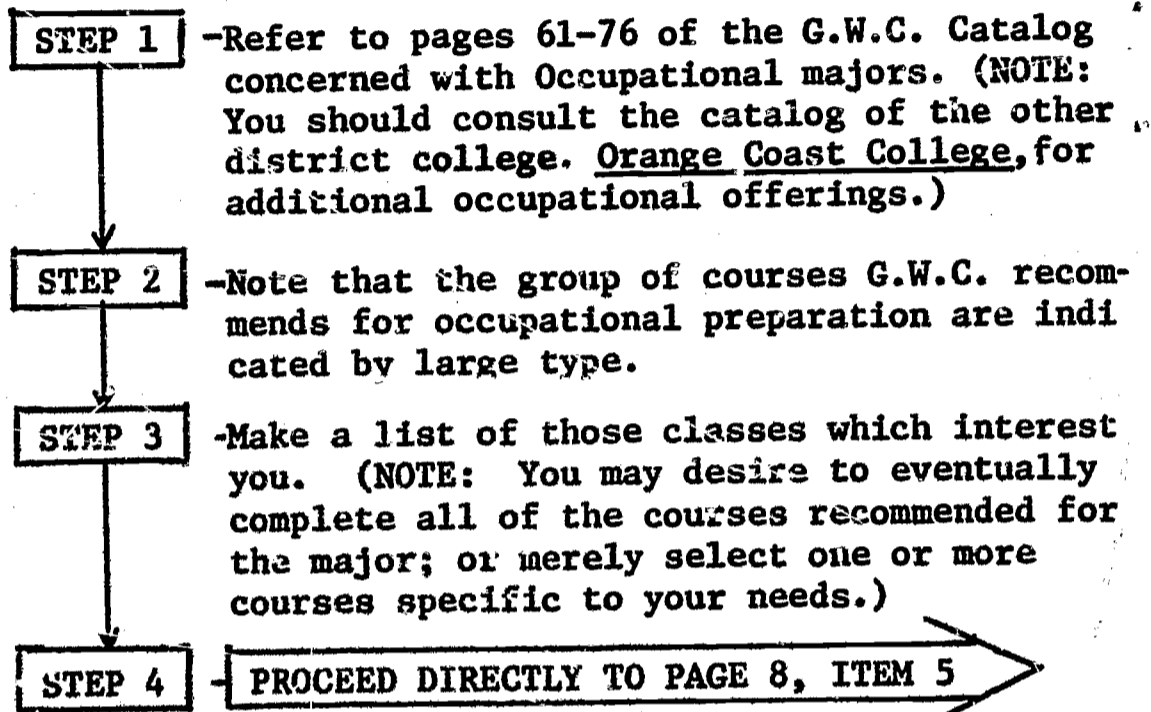 STEP 1 -Refer to pages 61-76 of the G.W.C. Catalog
concerned with Occupational majors. (NOTE:
You should consult the catalog of the other
district college. Orange Coast College, for
additional occupational offerings.)
STEP 2 -Note that the group of courses G.W.C. recom-
mends for occupational preparation are indi
cated by large type.
STEP 3 -Make a list of those classes which interest
you. (NOTE: You may desire to eventually
complete all of the courses recommended for
the major; or merely select one or more
courses specific to your needs.)
STEP 4 - PROCEED DIRECTLY TO PAGE 8, ITEM 5